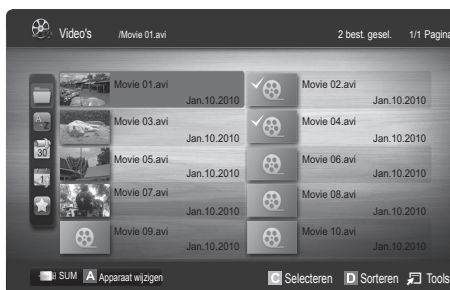 Video's /Movie 01.avi 2 best. gesel. 1/1 Pagina
Movie 01.avi Movie 02.avi
Jan.10.2010 Jan.10.2010
Movie 03.avi Movie 04.avi
Jan.10.2010 Jan.10.2010
30
Movie 05.avi Movie 06.avi
Jan.10.2010 Jan.10.2010
1
Movie 07.avi Movie 08.avi
Jan.10.2010 Jan.10.2010
Movie 09.avi Movie 10.avi
Jan.10.2010 Jan.10.2010
SUM A Apparaat wijzigen C Selecteren D Sorteren Tools